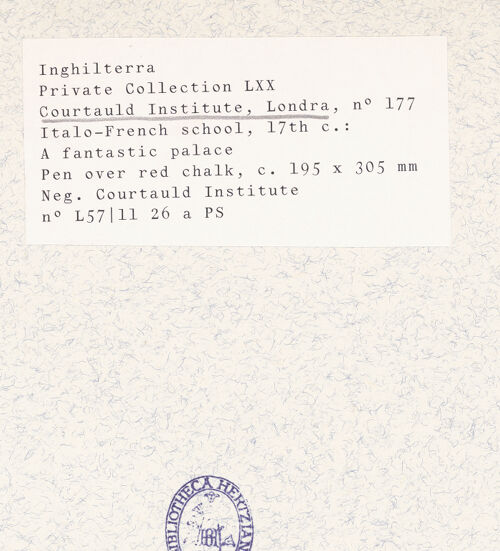 Inghilterra
Private Collection LXX
Courtauld Institute, Londra, nº 177
Italo-French school, 17th c.:
A fantastic palace
Pen over red chalk, c. 195 x 305 mm
Neg. Courtauld Institute
nº L57|11 26 a PS
BIBLIOTHECA HERTZIAN